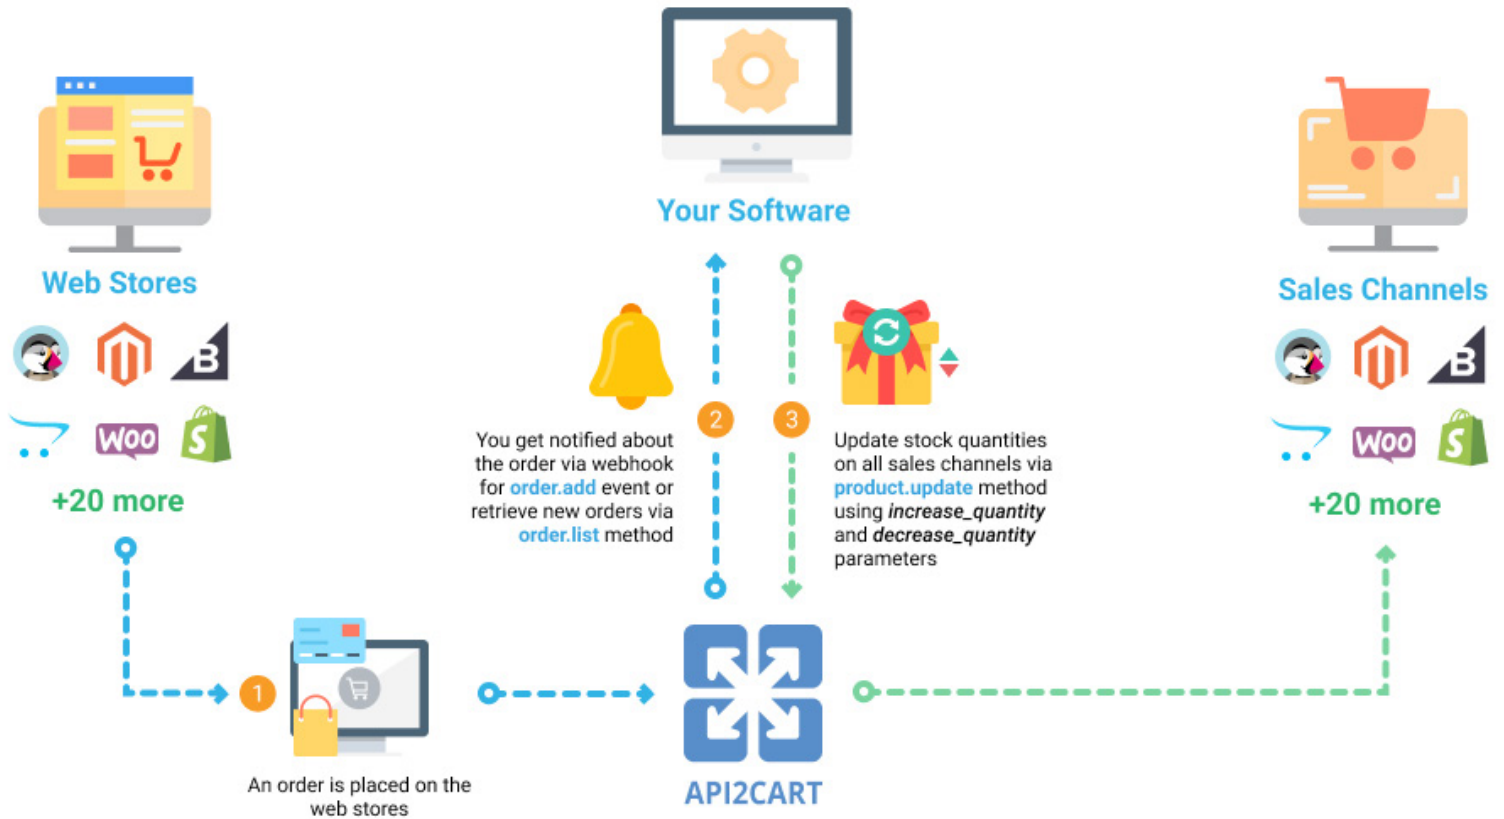 Your Software
Web Stores
Sales Channels
B
B
WOO
S
WOO
S
+20 more
+20 more
2
3
You get notified about
the order via webhook
for order.add event or
retrieve new orders via
order.list method
Update stock quantities
on all sales channels via
product.update method
using increase_quantity
and decrease_quantity
parameters
1
An order is placed on the
web stores
API2CART